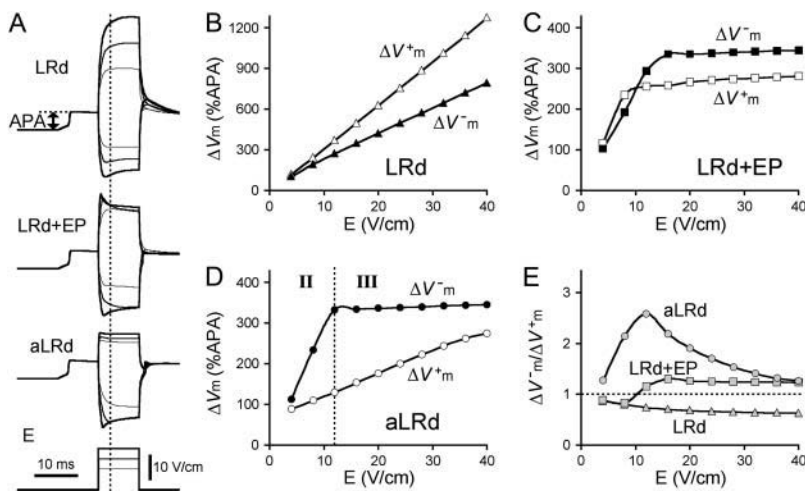 A
LRd
APA
LRd+EP
aLRd
E
10 ms
10 V/cm
B
ΔVm (%APA)
1200
900
600
300
0
ΔV⁺m
ΔV⁻m
LRd
0 10 20 30 40
E (V/cm)
C
ΔVm (%APA)
400
300
200
100
0
ΔV⁻m
ΔV⁺m
LRd+EP
0 10 20 30 40
E (V/cm)
D
ΔVm (%APA)
400
300
200
100
0
II III
ΔV⁻m
ΔV⁺m
aLRd
0 10 20 30 40
E (V/cm)
E
ΔV⁻m/ΔV⁺m
3
2
1
0
aLRd
LRd+EP
LRd
0 10 20 30 40
E (V/cm)